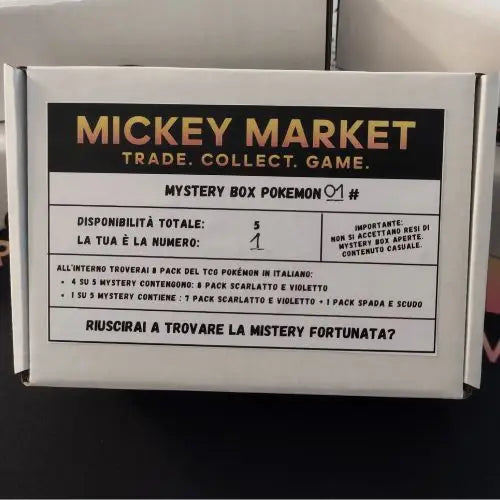 MICKEY MARKET
TRADE. COLLECT. GAME.
MYSTERY BOX POKEMON 01 #
DISPONIBILITÀ TOTALE: 5
LA TUA È LA NUMERO: 1
IMPORTANTE:
NON SI ACCETTANO RESI DI
MYSTERY BOX APERTE.
CONTENUTO CASUALE.
ALL'INTERNO TROVERAI 8 PACK DEL TCG POKÉMON IN ITALIANO:
• 4 SU 5 MYSTERY CONTENGONO: 8 PACK SCARLATTO E VIOLETTO
• 1 SU 5 MYSTERY CONTIENE : 7 PACK SCARLATTO E VIOLETTO + 1 PACK SPADA E SCUDO
RIUSCIRAI A TROVARE LA MISTERY FORTUNATA?